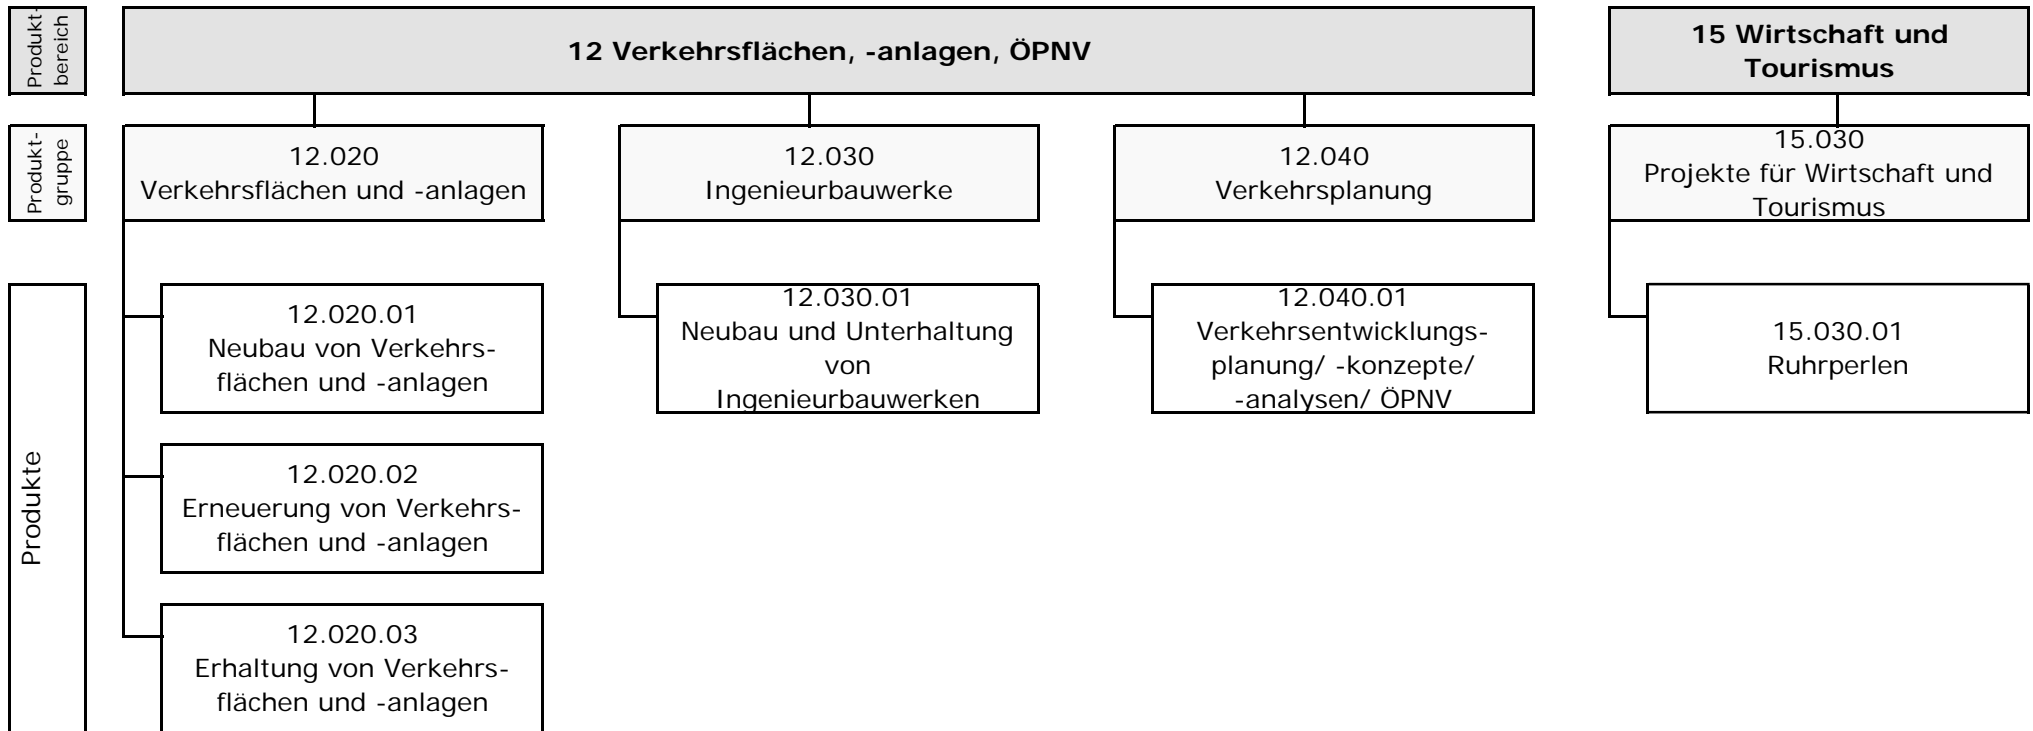 Produkt-
bereich
12 Verkehrsflächen, -anlagen, ÖPNV
15 Wirtschaft und
Tourismus
Produkt-
gruppe
12.020
Verkehrsflächen und -anlagen
12.030
Ingenieurbauwerke
12.040
Verkehrsplanung
15.030
Projekte für Wirtschaft und
Tourismus
Produkte
12.020.01
Neubau von Verkehrs-
flächen und -anlagen
12.030.01
Neubau und Unterhaltung
von
Ingenieurbauwerken
12.040.01
Verkehrsentwicklungs-
planung/ -konzepte/
-analysen/ ÖPNV
15.030.01
Ruhrperlen
12.020.02
Erneuerung von Verkehrs-
flächen und -anlagen
12.020.03
Erhaltung von Verkehrs-
flächen und -anlagen